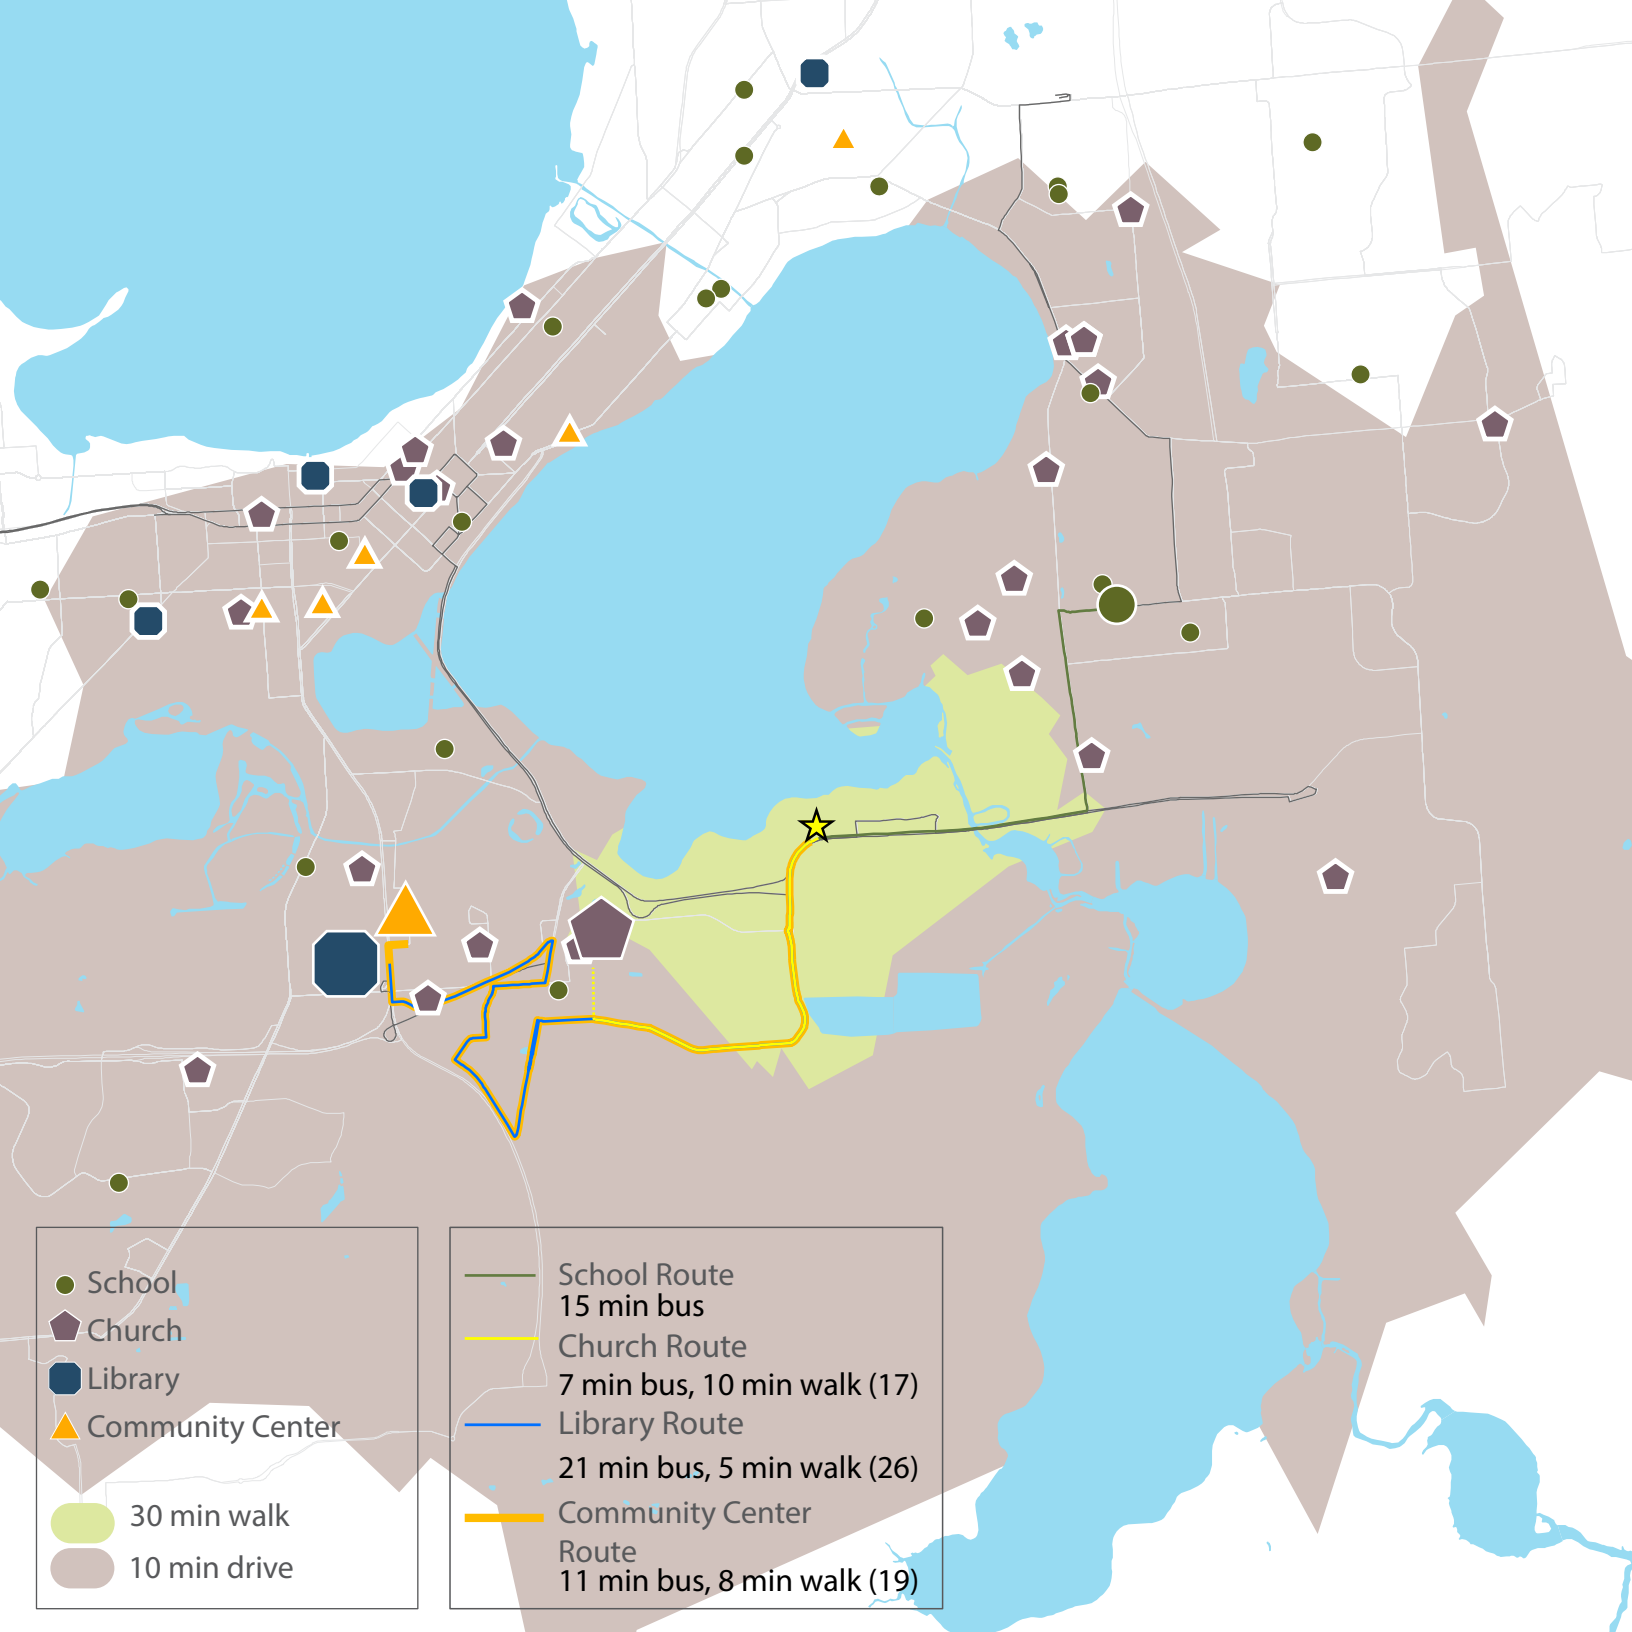 School
Church
Library
Community Center
30 min walk
10 min drive
School Route
15 min bus
Church Route
7 min bus, 10 min walk (17)
Library Route
21 min bus, 5 min walk (26)
Community Center
Route
11 min bus, 8 min walk (19)